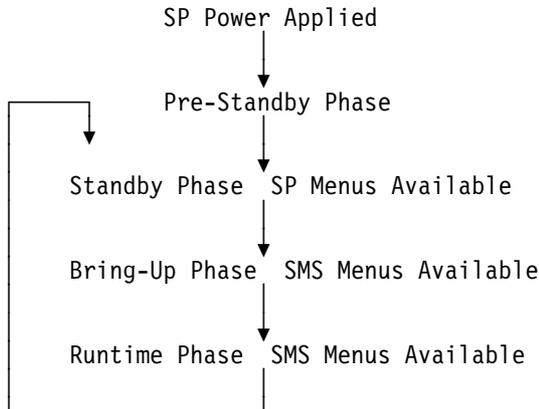 SP Power Applied
Pre-Standby Phase
Standby Phase SP Menus Available
Bring-Up Phase SMS Menus Available
Runtime Phase SMS Menus Available